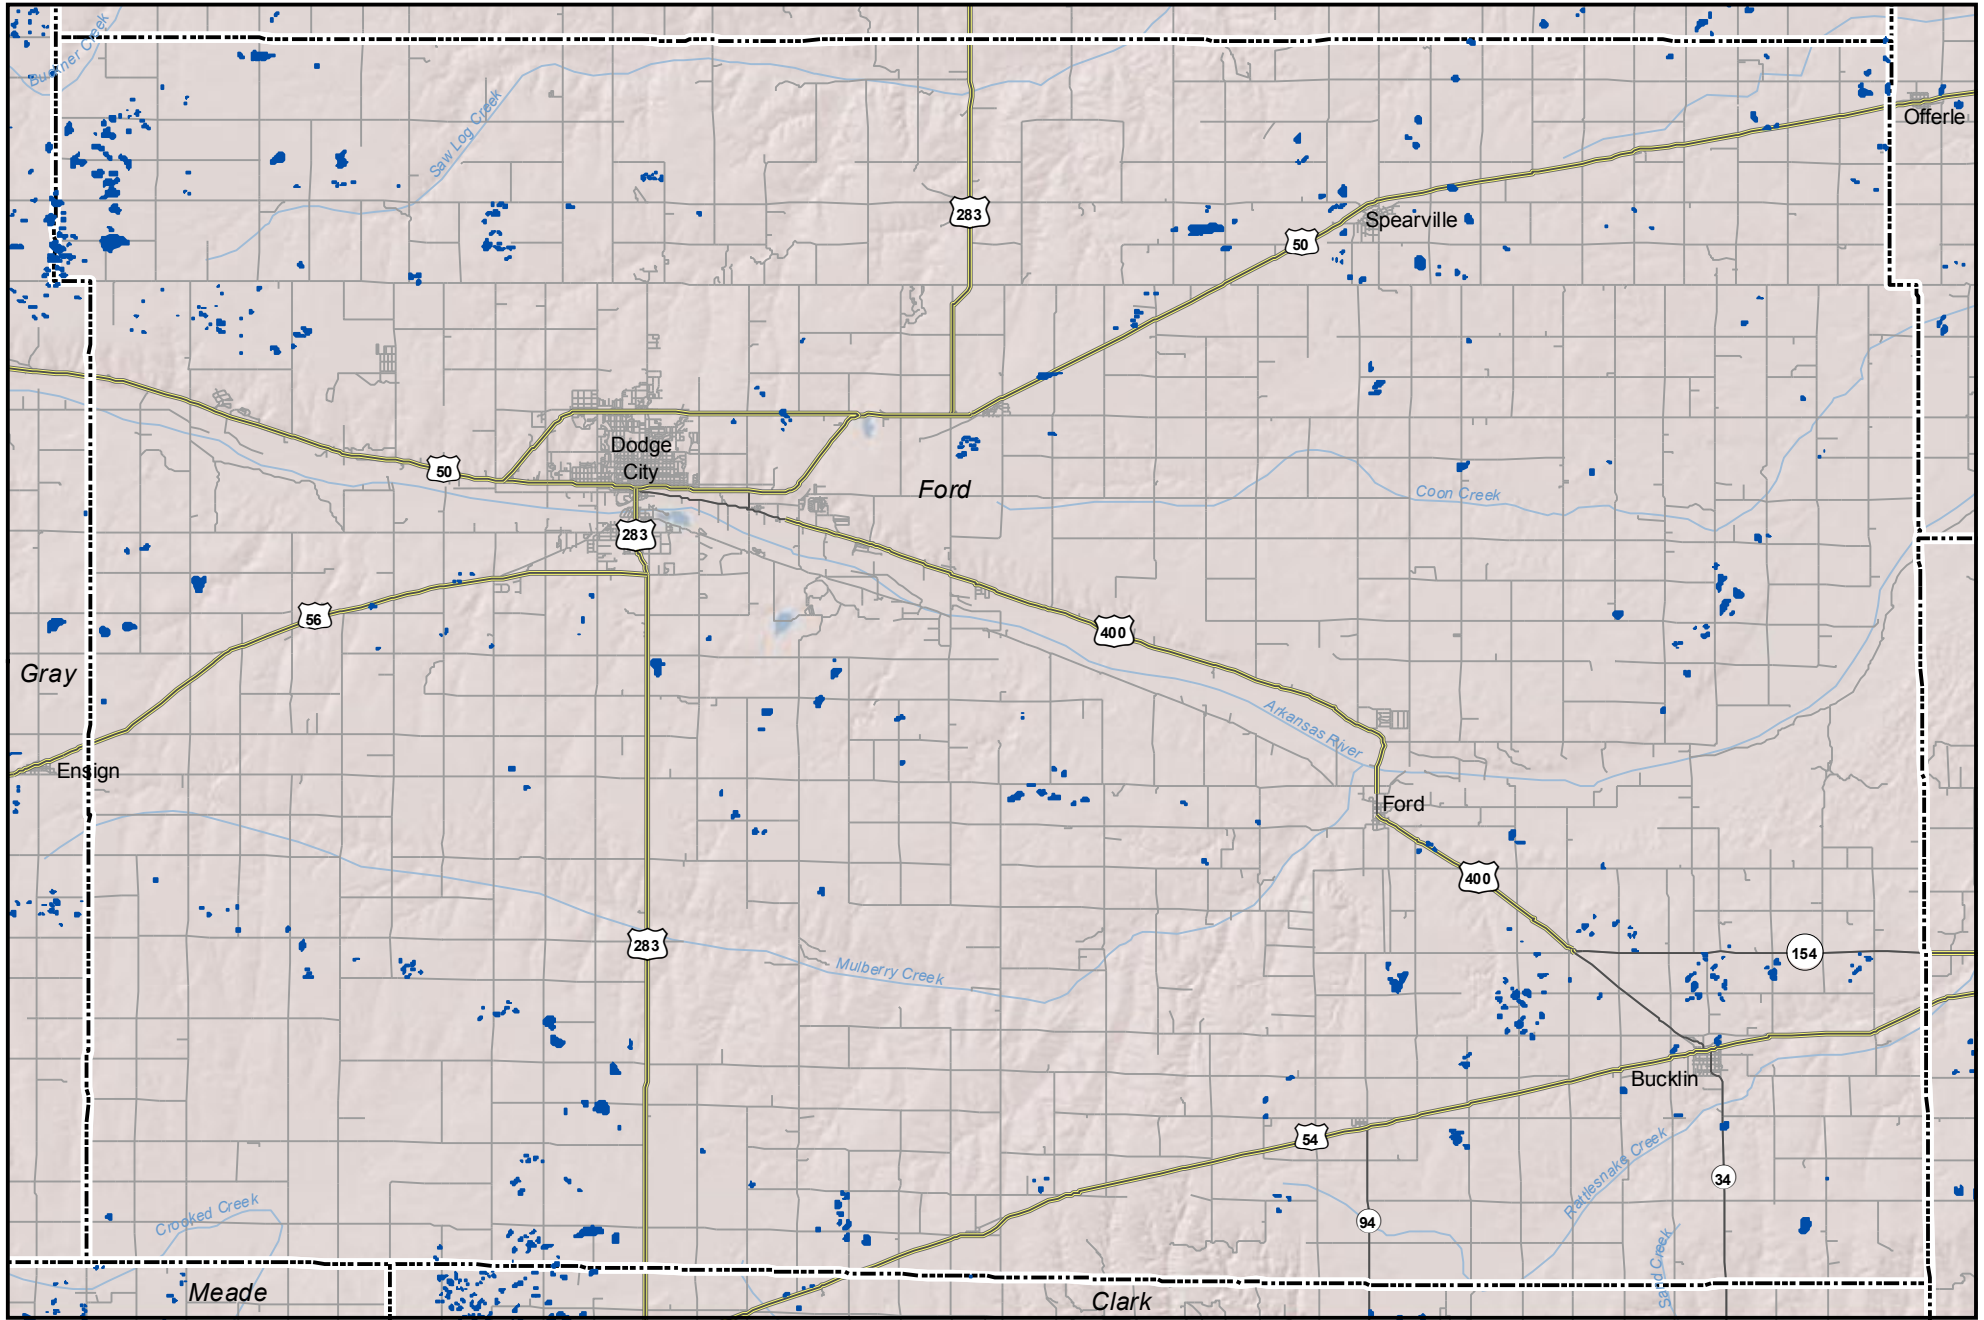 Buckner Creek
Saw Log Creek
Offerle
283
Spearville
50
Dodge
City
50
Ford
Coon Creek
283
56
400
Gray
Arkansas River
Ensign
Ford
400
283
154
Mulberry Creek
Bucklin
54
Rattlesnake Creek
34
Crooked Creek
94
Sand Creek
Meade
Clark